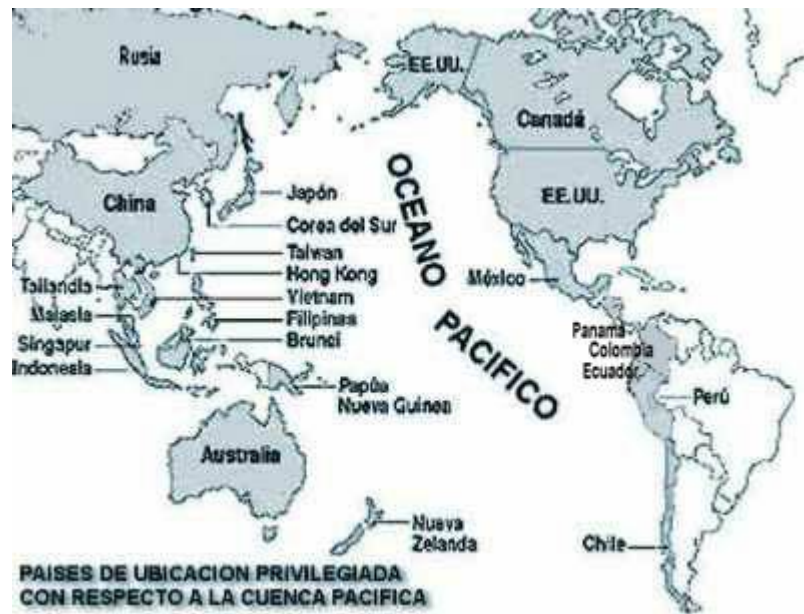 Rusia
EE.UU.
Canadá
China
Japón
EE.UU.
Corea del Sur
Taiwan
Hong Kong
Tailandia
Vietnam
México
Malasia
Filipinas
Singapur
Brunei
Indonesia
OCEANO
PACIFICO
Panama
Colombia
Ecuador
Perú
Papúa
Nueva Guinea
Australia
Nueva
Zelanda
Chile
PAISES DE UBICACION PRIVILEGIADA
CON RESPECTO A LA CUENCA PACIFICA